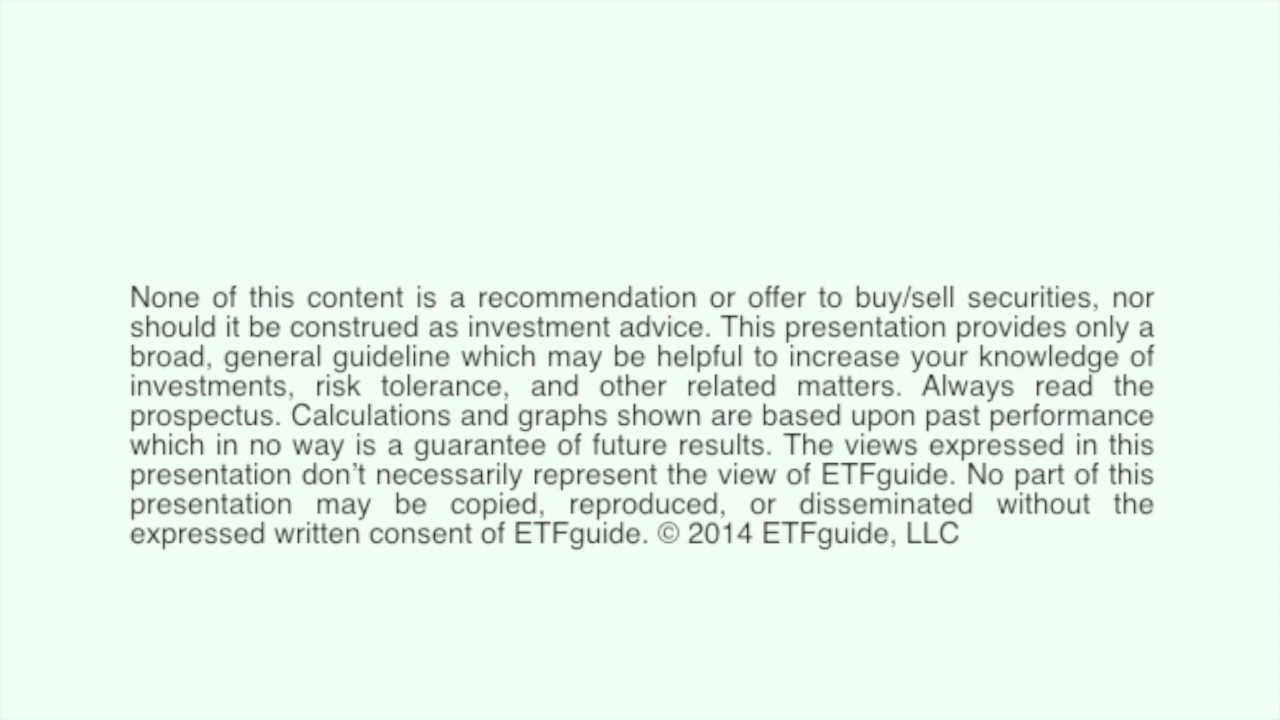 None of this content is a recommendation or offer to buy/sell securities, nor
should it be construed as investment advice. This presentation provides only a
broad, general guideline which may be helpful to increase your knowledge of
investments, risk tolerance, and other related matters. Always read the
prospectus. Calculations and graphs shown are based upon past performance
which in no way is a guarantee of future results. The views expressed in this
presentation don’t necessarily represent the view of ETFguide. No part of this
presentation may be copied, reproduced, or disseminated without the
expressed written consent of ETFguide. © 2014 ETFguide, LLC